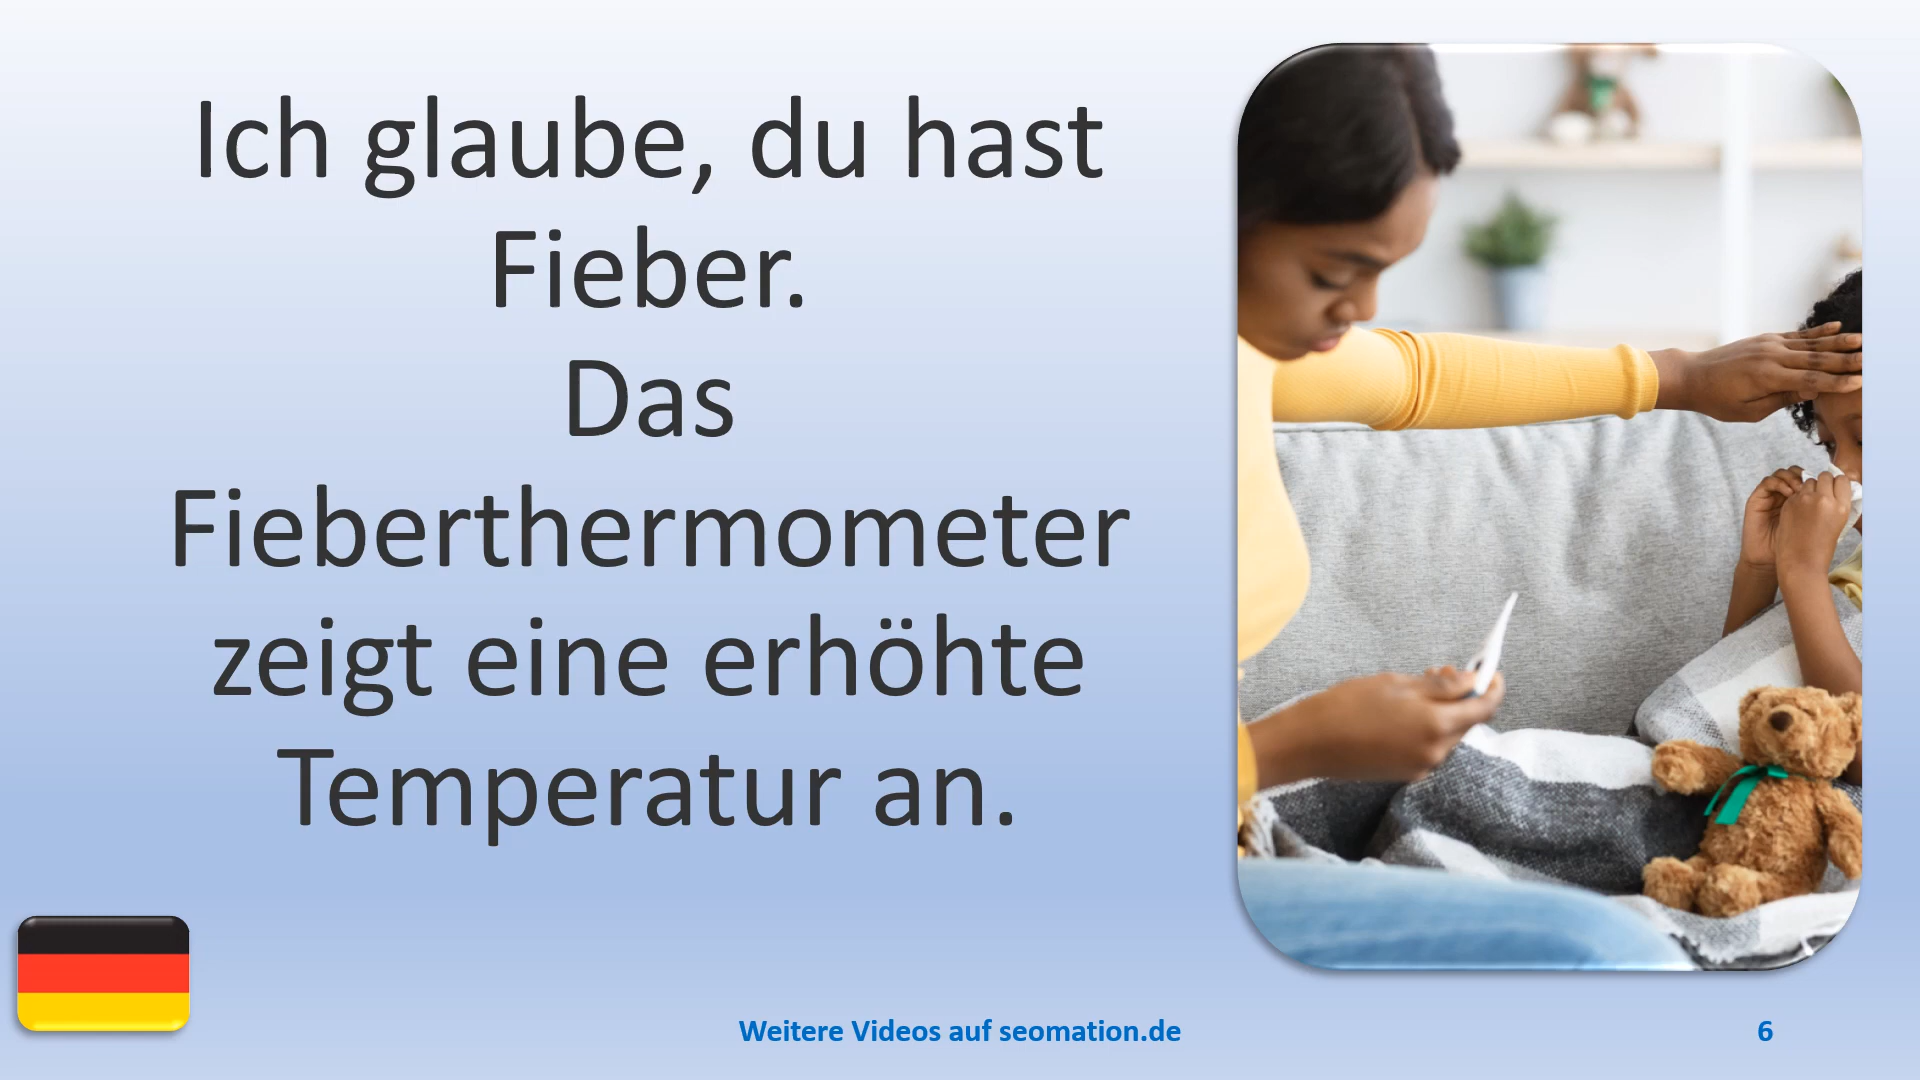 Ich glaube, du hast
Fieber.
Das
Fieberthermometer
zeigt eine erhöhte
Temperatur an.
Weitere Videos auf seomation.de
6